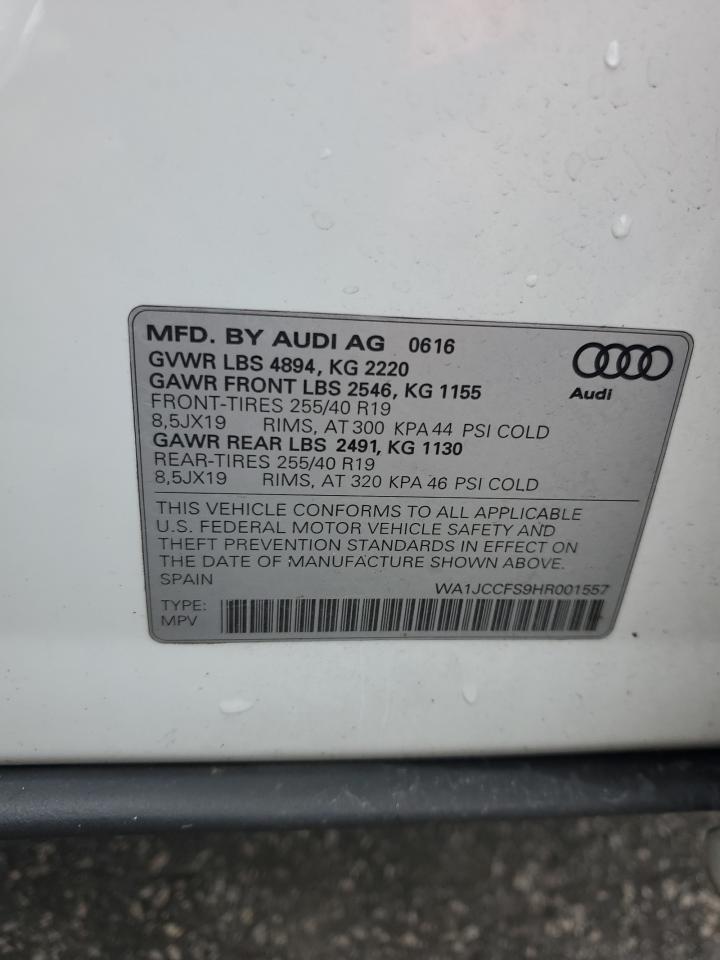 MFD. BY AUDI AG 0616
GVWR LBS 4894, KG 2220
GAWR FRONT LBS 2546, KG 1155
FRONT-TIRES 255/40 R19
8,5JX19 RIMS, AT 300 KPA 44 PSI COLD
GAWR REAR LBS 2491, KG 1130
REAR-TIRES 255/40 R19
8,5JX19 RIMS, AT 320 KPA 46 PSI COLD
Audi
THIS VEHICLE CONFORMS TO ALL APPLICABLE
U.S. FEDERAL MOTOR VEHICLE SAFETY AND
THEFT PREVENTION STANDARDS IN EFFECT ON
THE DATE OF MANUFACTURE SHOWN ABOVE.
SPAIN WA1JCCFS9HR001557
TYPE:
MPV